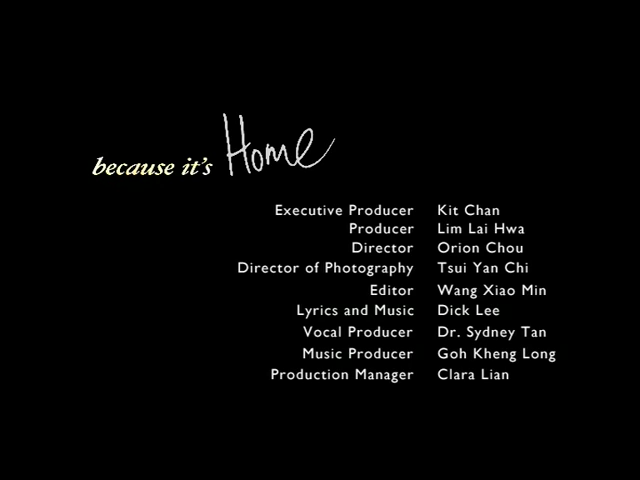 because it's Home
Executive Producer Kit Chan
Producer Lim Lai Hwa
Director Orion Chou
Director of Photography Tsui Yan Chi
Editor Wang Xiao Min
Lyrics and Music Dick Lee
Vocal Producer Dr. Sydney Tan
Music Producer Goh Kheng Long
Production Manager Clara Lian